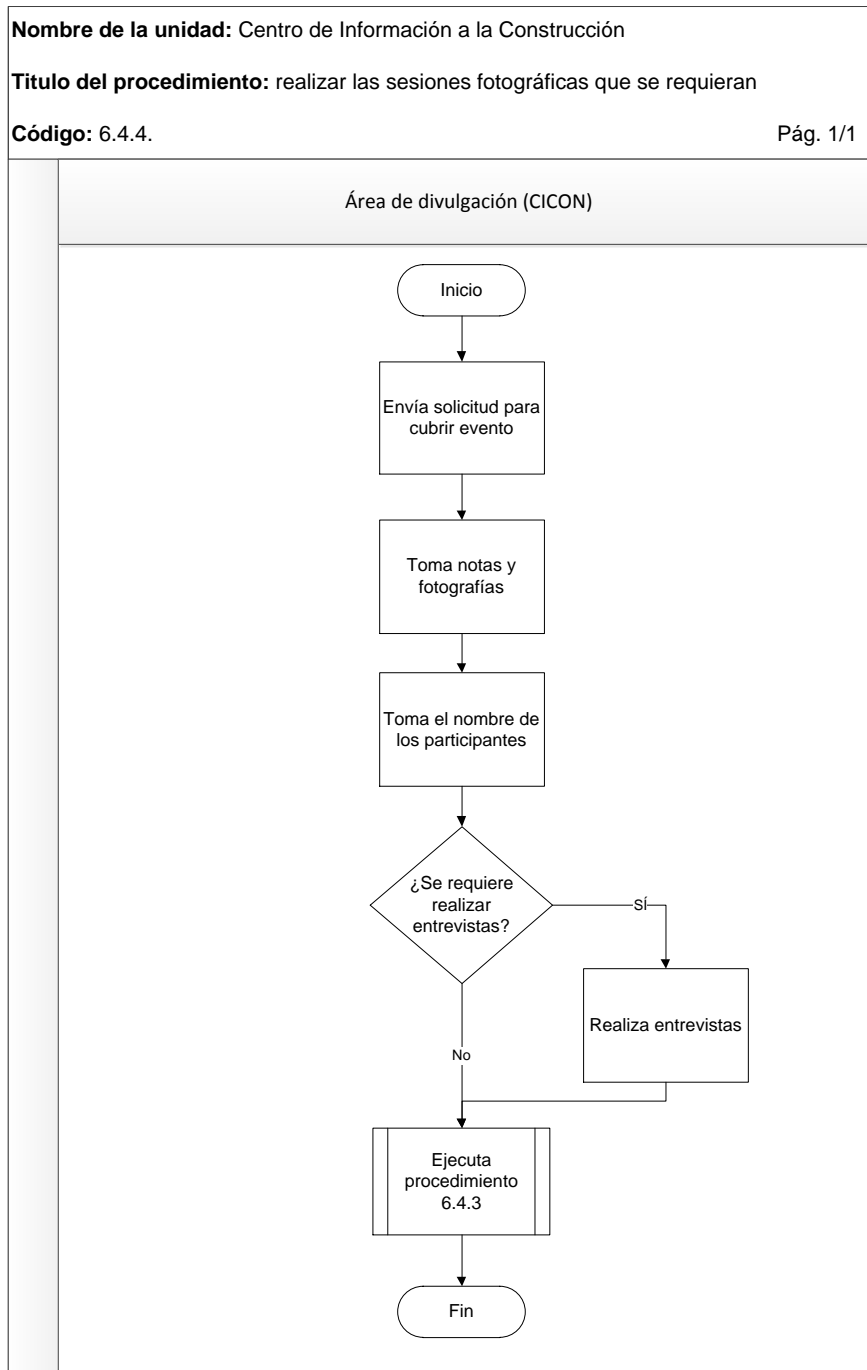 Nombre de la unidad: Centro de Información a la Construcción
Titulo del procedimiento: realizar las sesiones fotográficas que se requieran
Código: 6.4.4. Pág. 1/1
Área de divulgación (CICON)
Inicio
Envía solicitud para
cubrir evento
Toma notas y
fotografías
Toma el nombre de
los participantes
¿Se requiere
realizar
entrevistas?
SÍ
Realiza entrevistas
No
Ejecuta
procedimiento
6.4.3
Fin